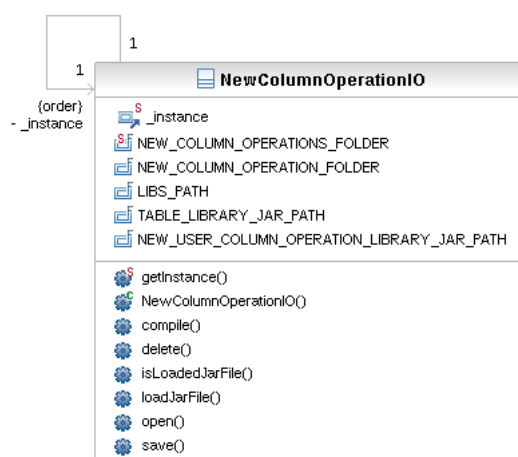 1
1
{order}
- _instance
NewColumnOperationIO
S _instance
S F NEW_COLUMN_OPERATIONS_FOLDER
F NEW_COLUMN_OPERATION_FOLDER
F LIBS_PATH
F TABLE_LIBRARY_JAR_PATH
F NEW_USER_COLUMN_OPERATION_LIBRARY_JAR_PATH
S getInstance()
C NewColumnOperationIO()
compile()
delete()
isLoadedJarFile()
loadJarFile()
open()
save()